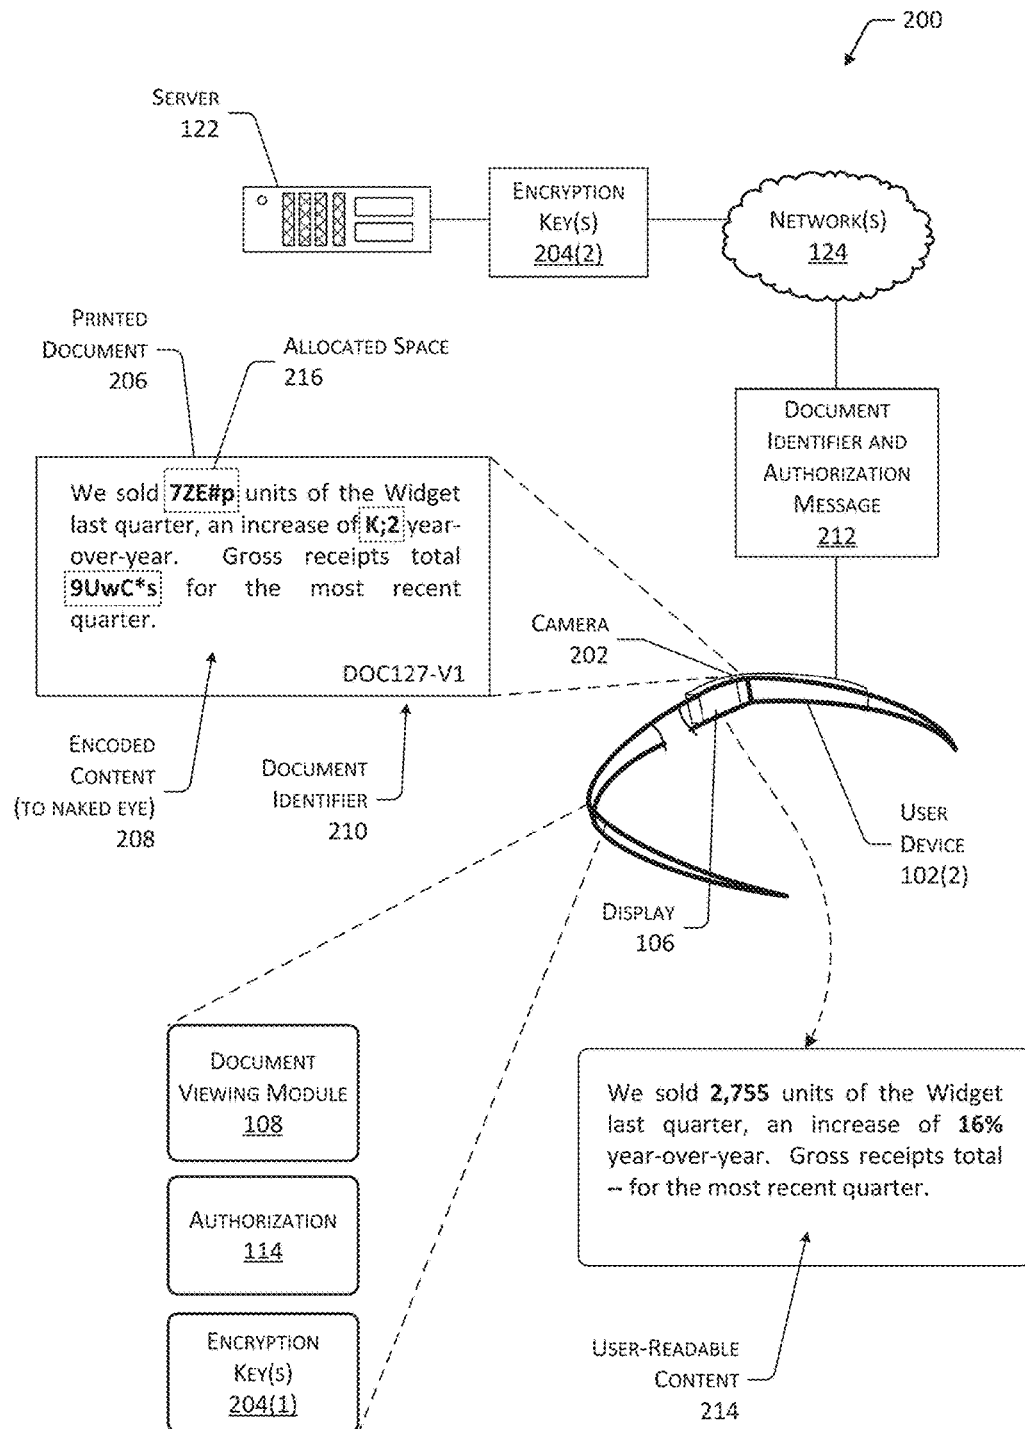 200
SERVER
122
ENCRYPTION
KEY(S)
204(2)
NETWORK(S)
124
PRINTED
DOCUMENT
206
ALLOCATED SPACE
216
DOCUMENT
IDENTIFIER AND
AUTHORIZATION
MESSAGE
212
We sold 7ZE#p units of the Widget
last quarter, an increase of K;2 year-
over-year. Gross receipts total
9UwC*s for the most recent
quarter.
DOC127-V1
CAMERA
202
ENCODED
CONTENT
(TO NAKED EYE)
208
DOCUMENT
IDENTIFIER
210
USER
DEVICE
102(2)
DISPLAY
106
DOCUMENT
VIEWING MODULE
108
AUTHORIZATION
114
ENCRYPTION
KEY(S)
204(1)
We sold 2,755 units of the Widget
last quarter, an increase of 16%
year-over-year. Gross receipts total
-- for the most recent quarter.
USER-READABLE
CONTENT
214